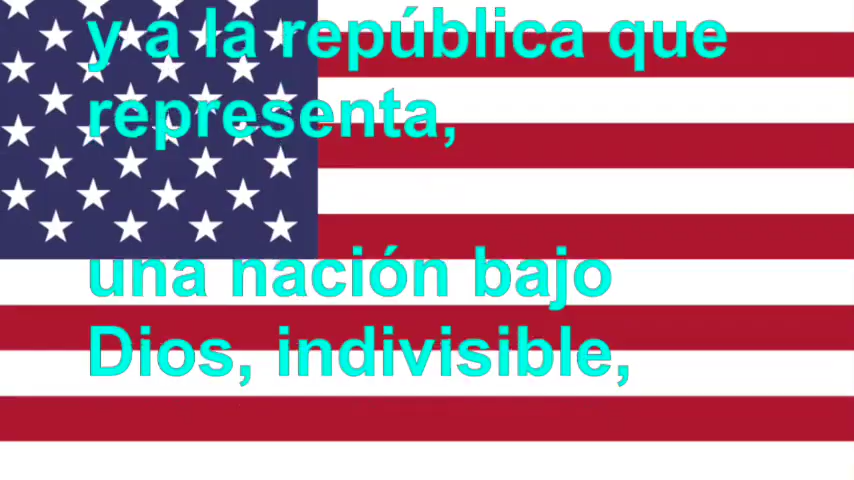 y a la república que
representa,
una nación bajo
Dios, indivisible,